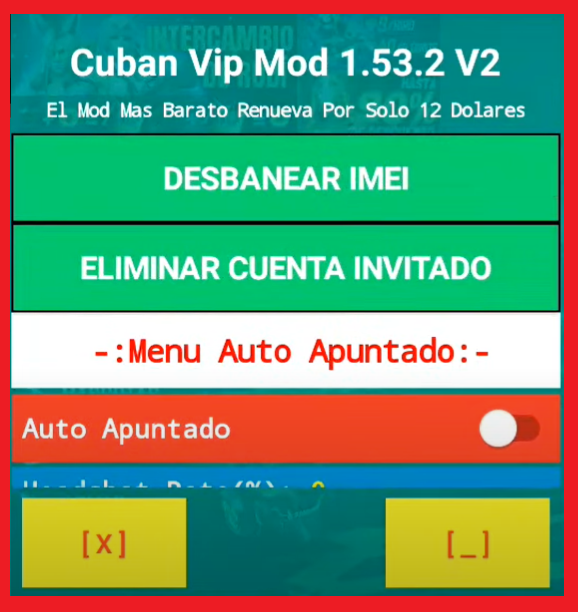 INTERCAMBIO
Cuban Vip Mod 1.53.2 V2
El Mod Mas Barato Renueva Por Solo 12 Dolares
DESBANEAR IMEI
ELIMINAR CUENTA INVITADO
-:Menu Auto Apuntado:-
Auto Apuntado
[X]
[_]